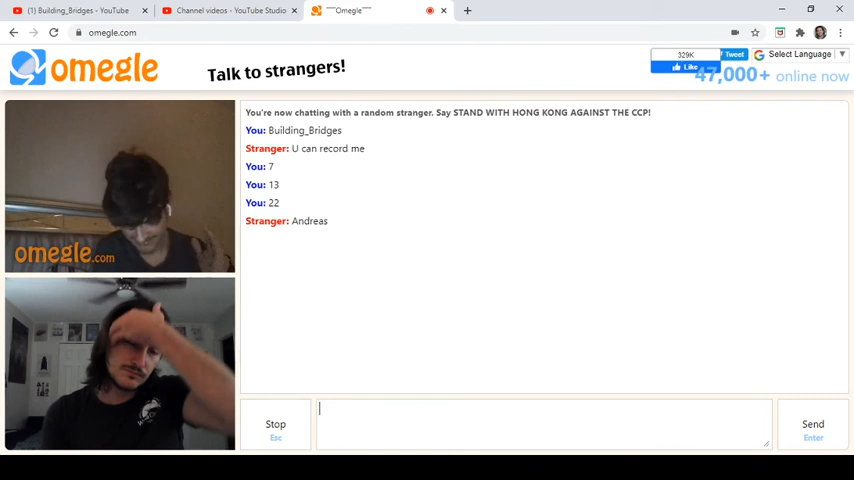 (1) Building_Bridges - YouTube
Channel videos - YouTube Studio
Omegle
omegle.com
omegle
Talk to strangers!
329K
Like
Tweet
Select Language
47,000+ online now
You're now chatting with a random stranger. Say STAND WITH HONG KONG AGAINST THE CCP!
You: Building_Bridges
Stranger: U can record me
You: 7
You: 13
You: 22
Stranger: Andreas
omegle.com
Stop
Esc
Send
Enter